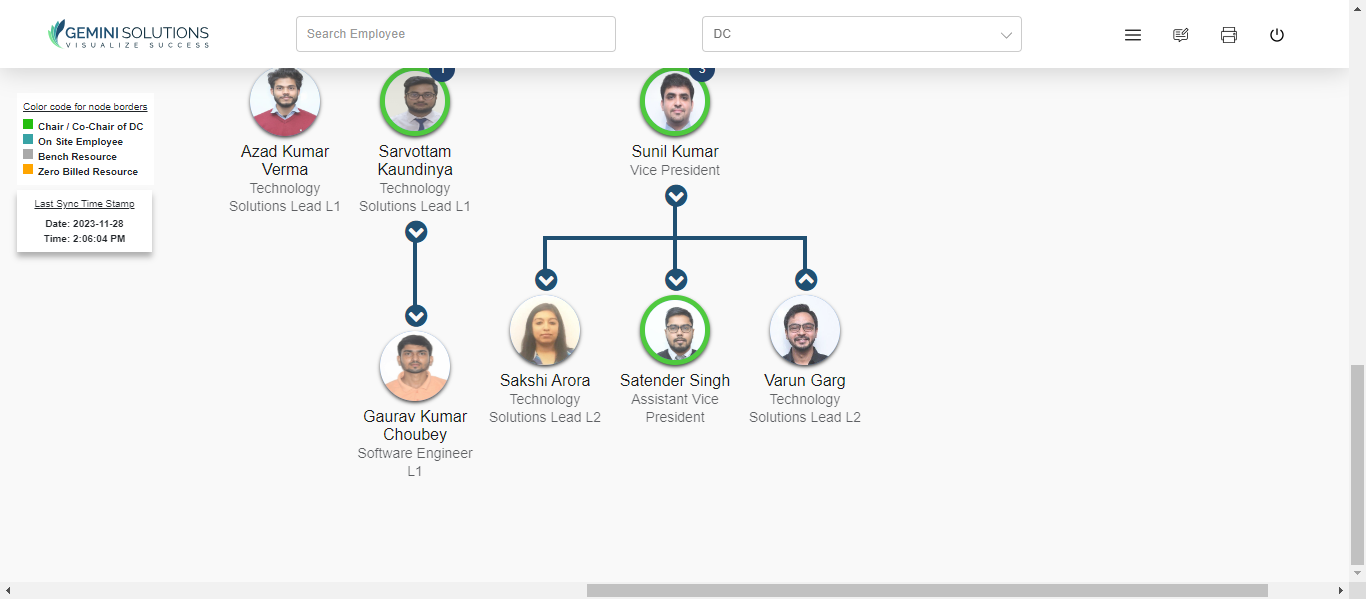 GEMINI SOLUTIONS
VISUALIZE SUCCESS
Search Employee
DC
Color code for node borders
Chair / Co-Chair of DC
On Site Employee
Bench Resource
Zero Billed Resource
Last Sync Time Stamp
Date: 2023-11-28
Time: 2:06:04 PM
Azad Kumar
Verma
Technology
Solutions Lead L1
Sarvottam
Kaundinya
Technology
Solutions Lead L1
Sunil Kumar
Vice President
Gaurav Kumar
Choubey
Software Engineer
L1
Sakshi Arora
Technology
Solutions Lead L2
Satender Singh
Assistant Vice
President
Varun Garg
Technology
Solutions Lead L2